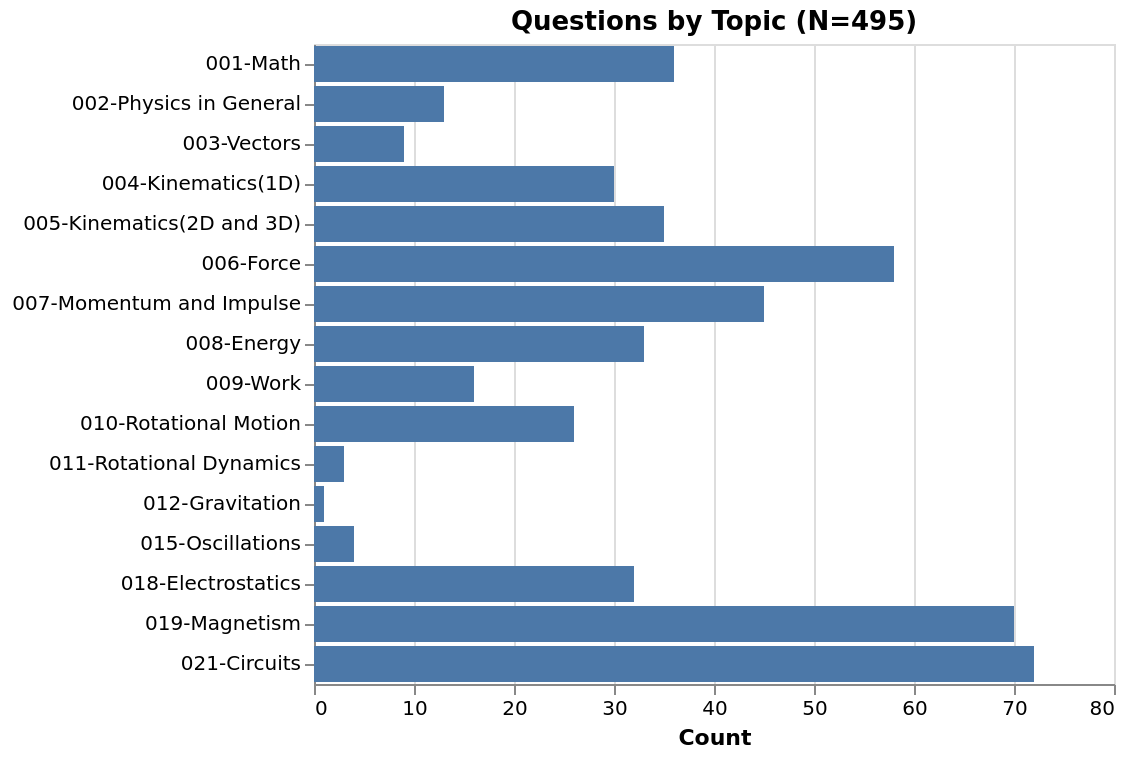 Questions by Topic (N=495)
001-Math
002-Physics in General
003-Vectors
004-Kinematics(1D)
005-Kinematics(2D and 3D)
006-Force
007-Momentum and Impulse
008-Energy
009-Work
010-Rotational Motion
011-Rotational Dynamics
012-Gravitation
015-Oscillations
018-Electrostatics
019-Magnetism
021-Circuits
0 10 20 30 40 50 60 70 80
Count